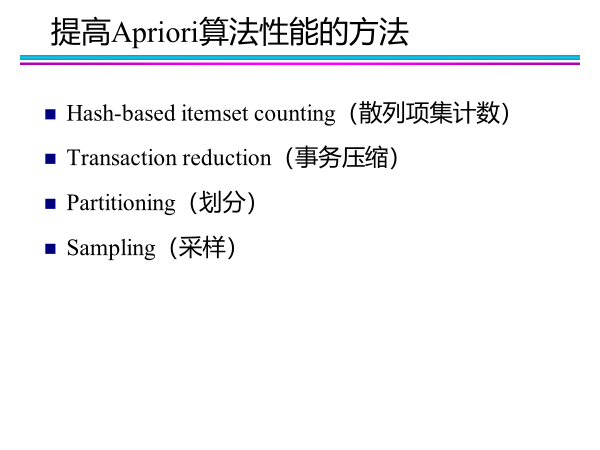 提高Apriori算法性能的方法
Hash-based itemset counting（散列项集计数）
Transaction reduction（事务压缩）
Partitioning（划分）
Sampling（采样）